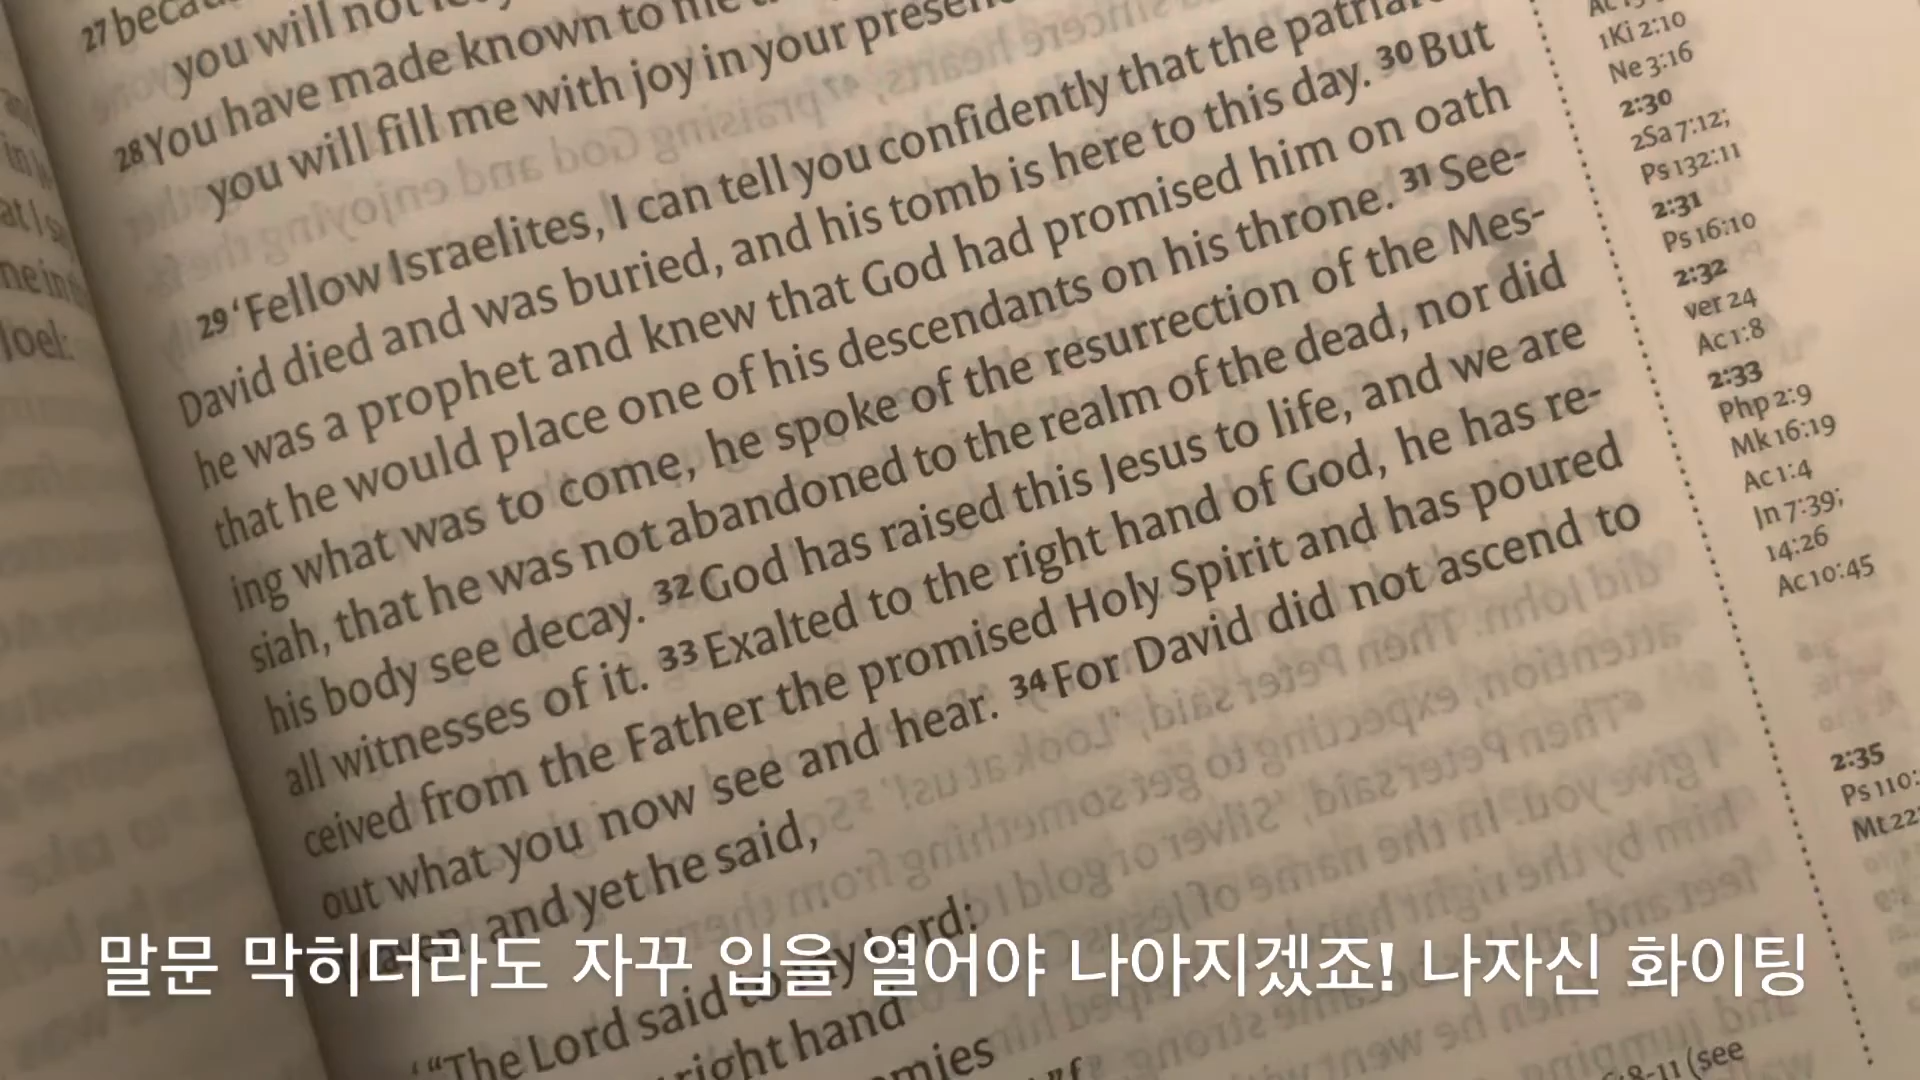 27 
you will not
28 You have made known to me
you will fill me with joy in your
29 ‘Fellow Israelites, I can tell you confidently that the
David died and was buried, and his tomb is here to this day. 30 But
he was a prophet and knew that God had promised him on oath
that he would place one of his descendants on his throne. 31 See-
ing what was to come, he spoke of the resurrection of the Mes-
siah, that he was not abandoned to the realm of the dead, nor did
his body see decay. 32 God has raised this Jesus to life, and we are
all witnesses of it. 33 Exalted to the right hand of God, he has re-
ceived from the Father the promised Holy Spirit and has poured
out what you now see and hear. 34 For David did not ascend to
and yet he said,
‘“The Lord said to my Lord:
right hand
1Ki 2:10
Ne 3:16
2:30
2Sa 7:12;
Ps 132:11
2:31
Ps 16:10
2:32
ver 24
Ac 1:8
2:33
Php 2:9
Mk 16:19
Ac 1:4
Jn 7:39;
14:26
Ac 10:45
2:35
Ps 110:
Mt 22
8-11 (see
Joel:
말문 막히더라도 자꾸 입을 열어야 나아지겠죠! 나자신 화이팅